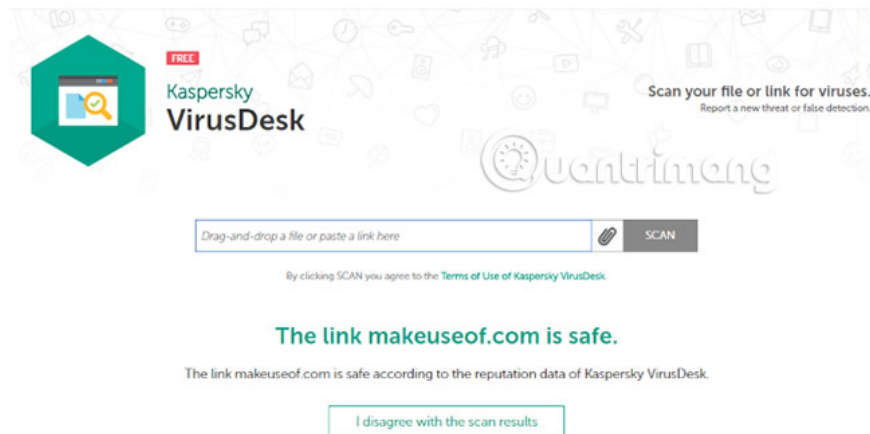 FREE
Kaspersky
VirusDesk
Scan your file or link for viruses.
Report a new threat or false detection.
Quantrimang
Drag-and-drop a file or paste a link here
SCAN
By clicking SCAN you agree to the Terms of Use of Kaspersky VirusDesk.
The link makeuseof.com is safe.
The link makeuseof.com is safe according to the reputation data of Kaspersky VirusDesk.
I disagree with the scan results